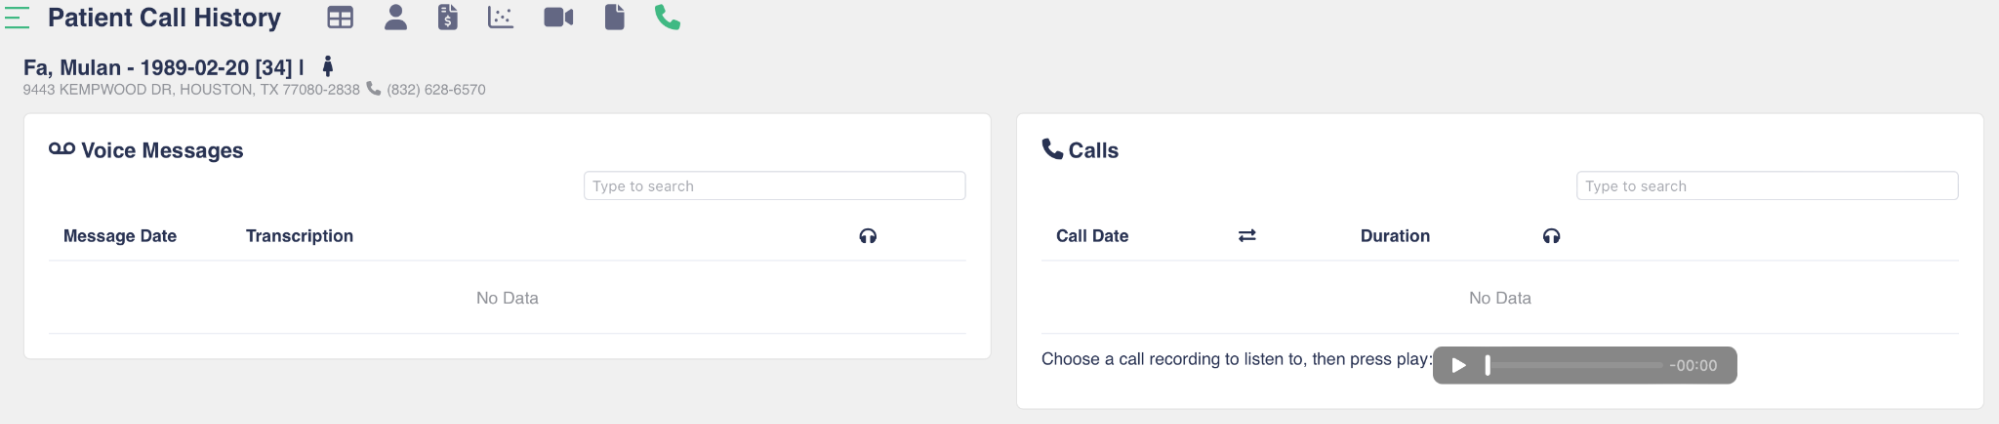 Patient Call History
Fa, Mulan - 1989-02-20 [34] |
9443 KEMPWOOD DR, HOUSTON, TX 77080-2838 (832) 628-6570
Voice Messages
Type to search
Message Date Transcription
No Data
Calls
Type to search
Call Date Duration
No Data
Choose a call recording to listen to, then press play: -00:00